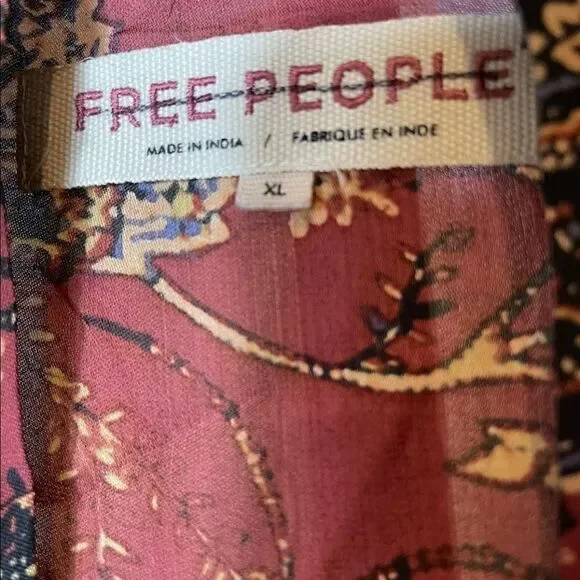 FREE PEOPLE
MADE IN INDIA / FABRIQUE EN INDE
XL